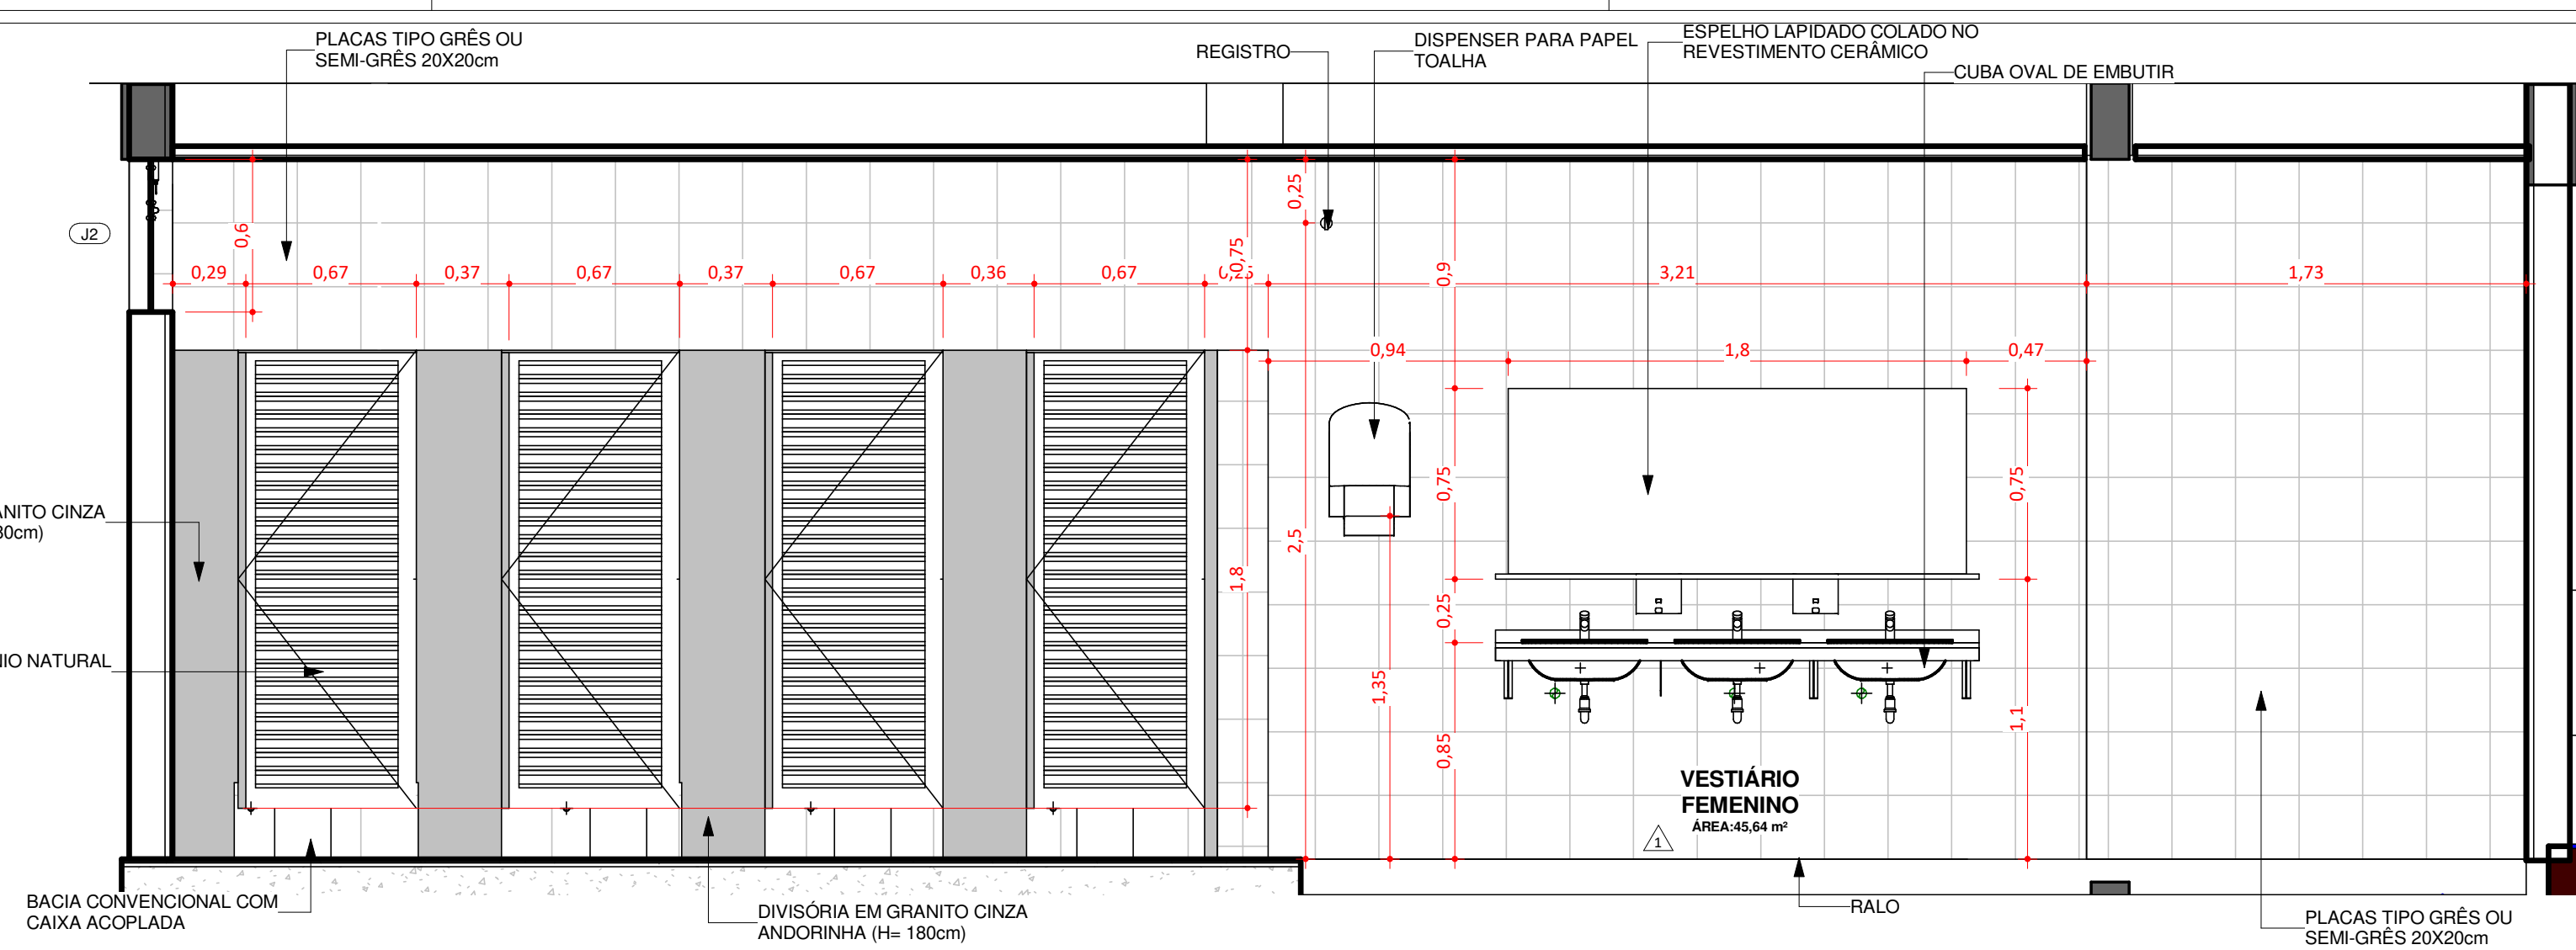 PLACAS TIPO GRÊS OU
SEMI-GRÊS 20X20cm
REGISTRO
DISPENSER PARA PAPEL
TOALHA
ESPELHO LAPIDADO COLADO NO
REVESTIMENTO CERÂMICO
CUBA OVAL DE EMBUTIR
J2
0,6
0,25
0,75
0,9
0,29
0,67
0,37
0,67
0,37
0,67
0,36
0,67
3,21
1,73
0,94
1,8
0,47
0,75
0,75
ANITO CINZA
80cm)
2,5
1,8
0,25
NIO NATURAL
1,35
0,85
1,1
VESTIÁRIO
FEMENINO
ÁREA:45,64 m²
1
BACIA CONVENCIONAL COM
CAIXA ACOPLADA
DIVISÓRIA EM GRANITO CINZA
ANDORINHA (H= 180cm)
RALO
PLACAS TIPO GRÊS OU
SEMI-GRÊS 20X20cm